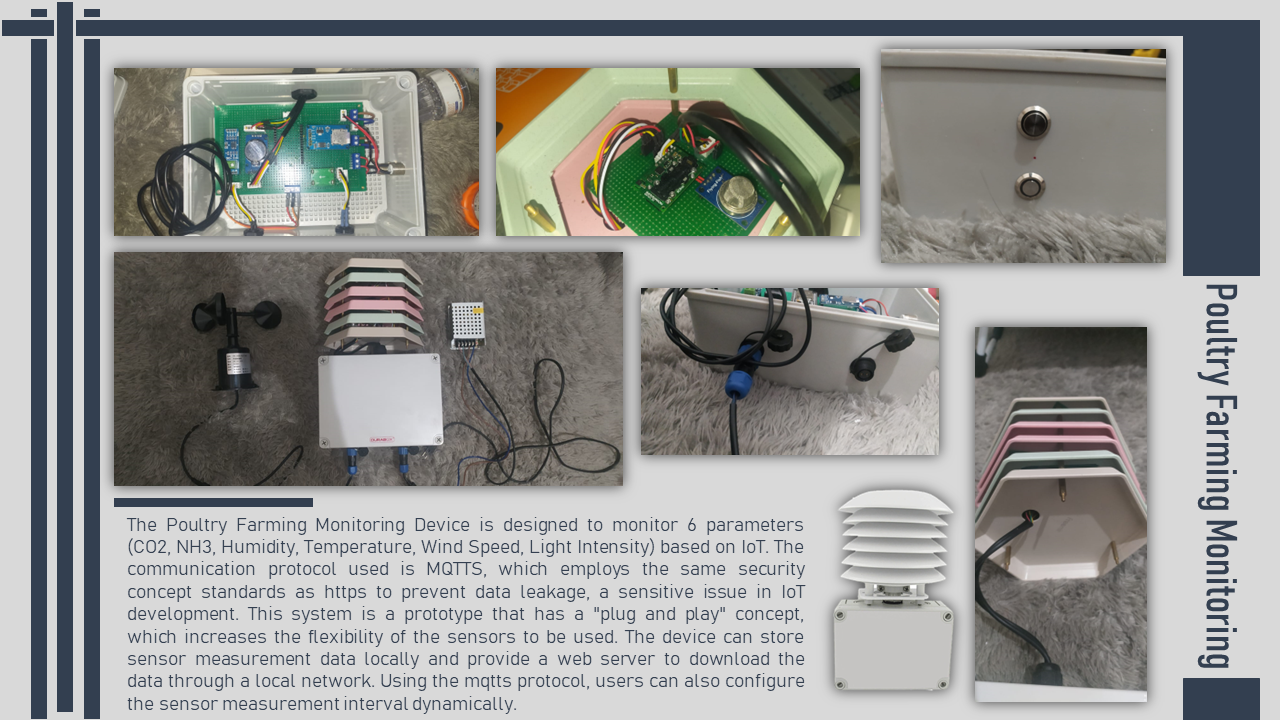 Poultry Farming Monitoring
The Poultry Farming Monitoring Device is designed to monitor 6 parameters
(CO2, NH3, Humidity, Temperature, Wind Speed, Light Intensity) based on IoT. The
communication protocol used is MQTTS, which employs the same security
concept standards as https to prevent data leakage, a sensitive issue in IoT
development. This system is a prototype that has a "plug and play" concept,
which increases the flexibility of the sensors to be used. The device can store
sensor measurement data locally and provide a web server to download the
data through a local network. Using the mqtts protocol, users can also configure
the sensor measurement interval dynamically.